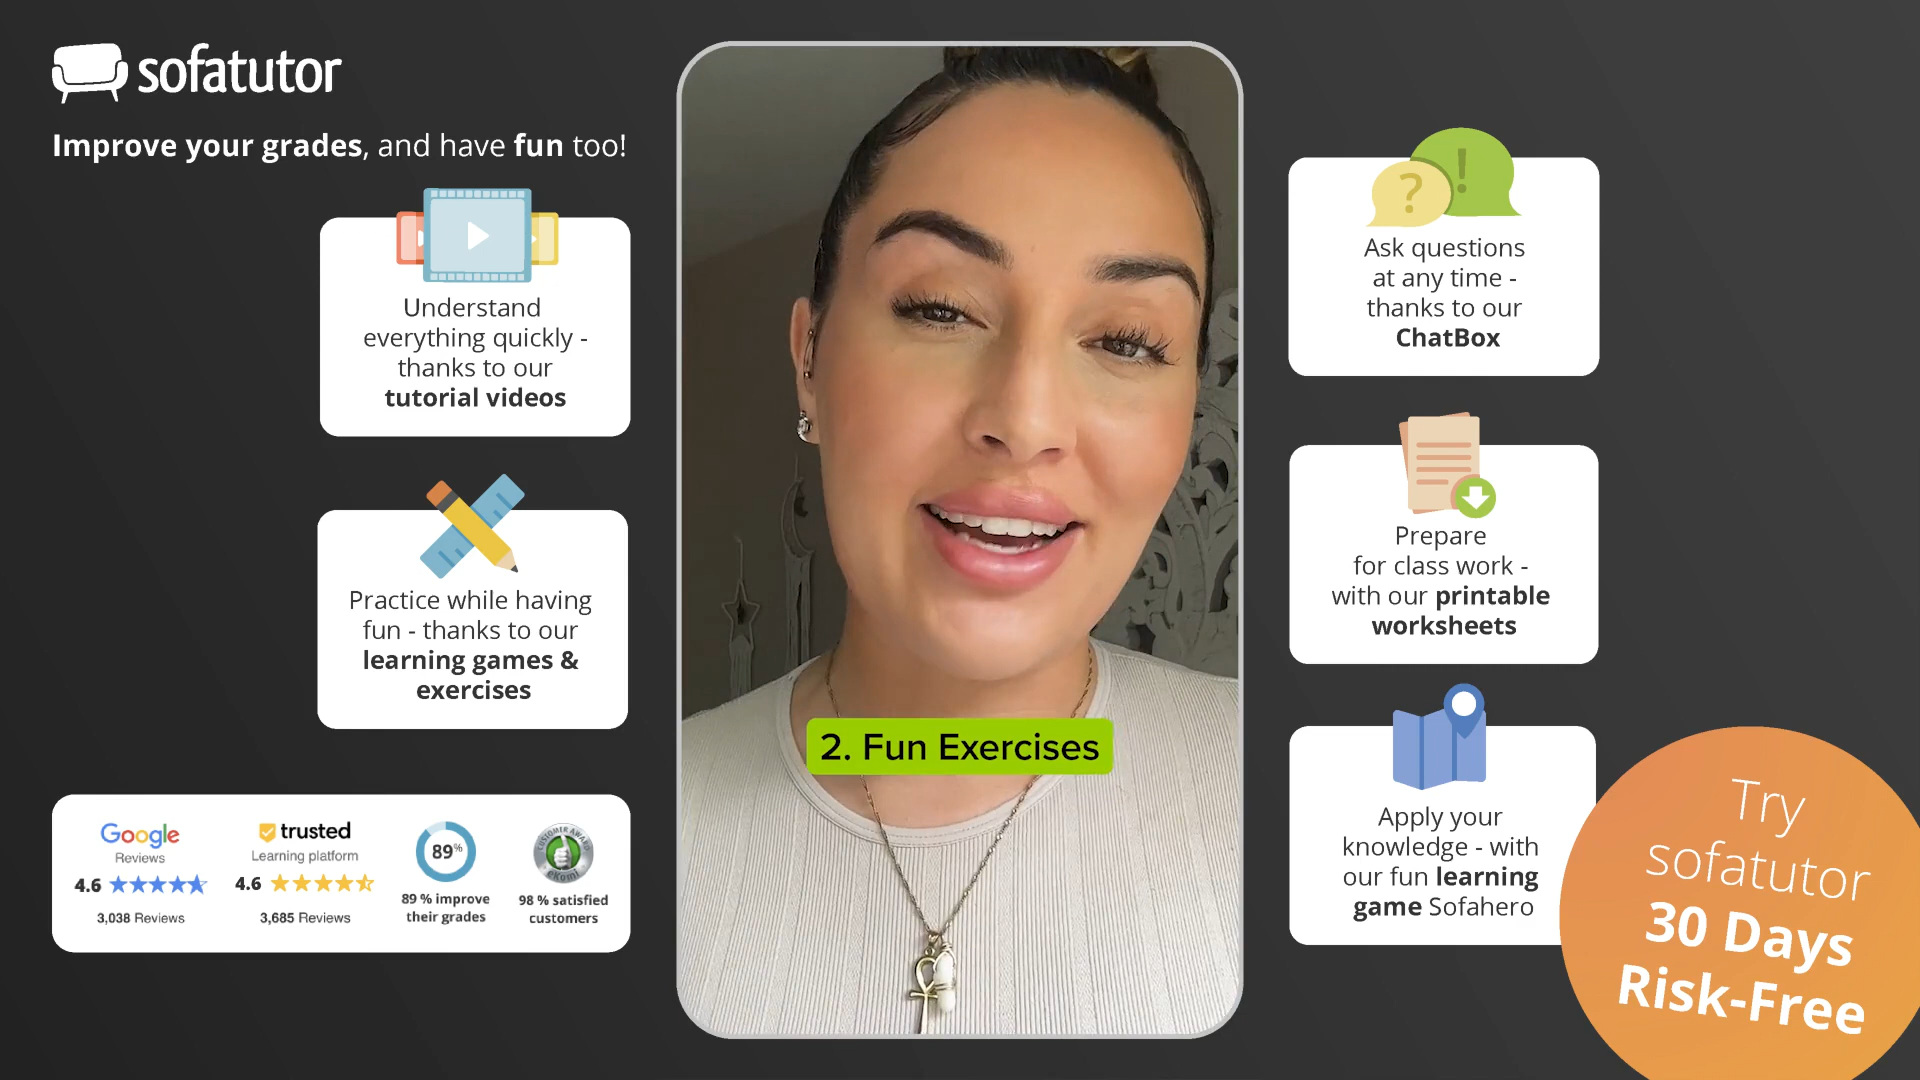 sofatutor
Improve your grades, and have fun too!
Understand
everything quickly -
thanks to our
tutorial videos
Practice while having
fun - thanks to our
learning games &
exercises
Google
Reviews
4.6
3,038 Reviews
trusted
Learning platform
4.6
3,685 Reviews
89%
89 % improve
their grades
CUSTOMER AWARD
eKomi
98 % satisfied
customers
2. Fun Exercises
?
!
Ask questions
at any time -
thanks to our
ChatBox
Prepare
for class work -
with our printable
worksheets
Apply your
knowledge - with
our fun learning
game Sofahero
Try
sofatutor
30 Days
Risk-Free